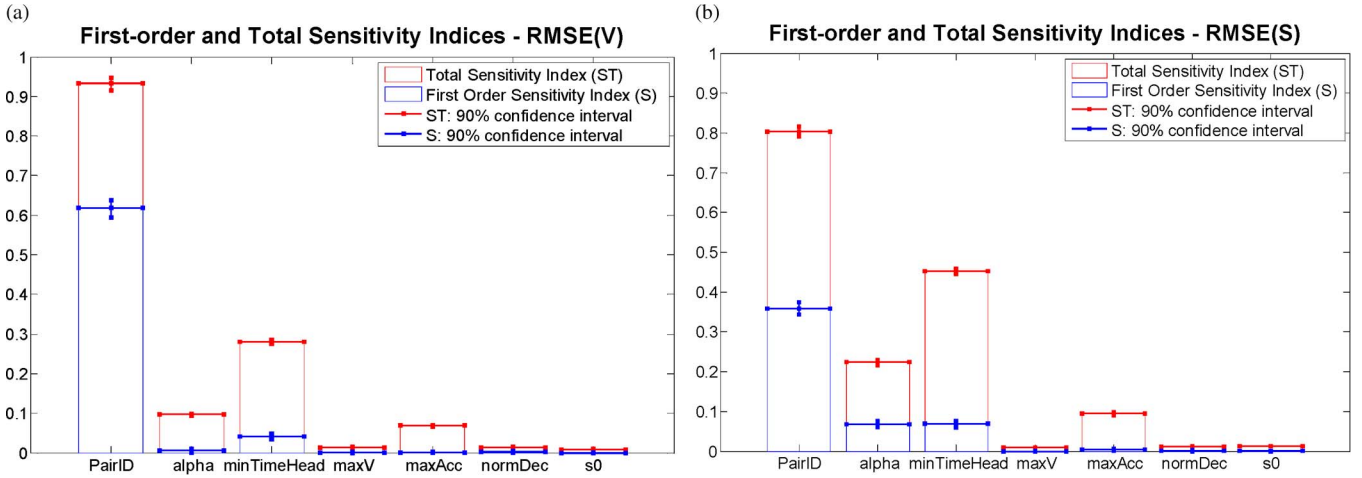 (a)
First-order and Total Sensitivity Indices - RMSE(V)
1
0.9
0.8
0.7
0.6
0.5
0.4
0.3
0.2
0.1
0
Total Sensitivity Index (ST)
First Order Sensitivity Index (S)
ST: 90% confidence interval
S: 90% confidence interval
PairID alpha minTimeHead maxV maxAcc normDec s0
(b)
First-order and Total Sensitivity Indices - RMSE(S)
1
0.9
0.8
0.7
0.6
0.5
0.4
0.3
0.2
0.1
0
Total Sensitivity Index (ST)
First Order Sensitivity Index (S)
ST: 90% confidence interval
S: 90% confidence interval
PairID alpha minTimeHead maxV maxAcc normDec s0